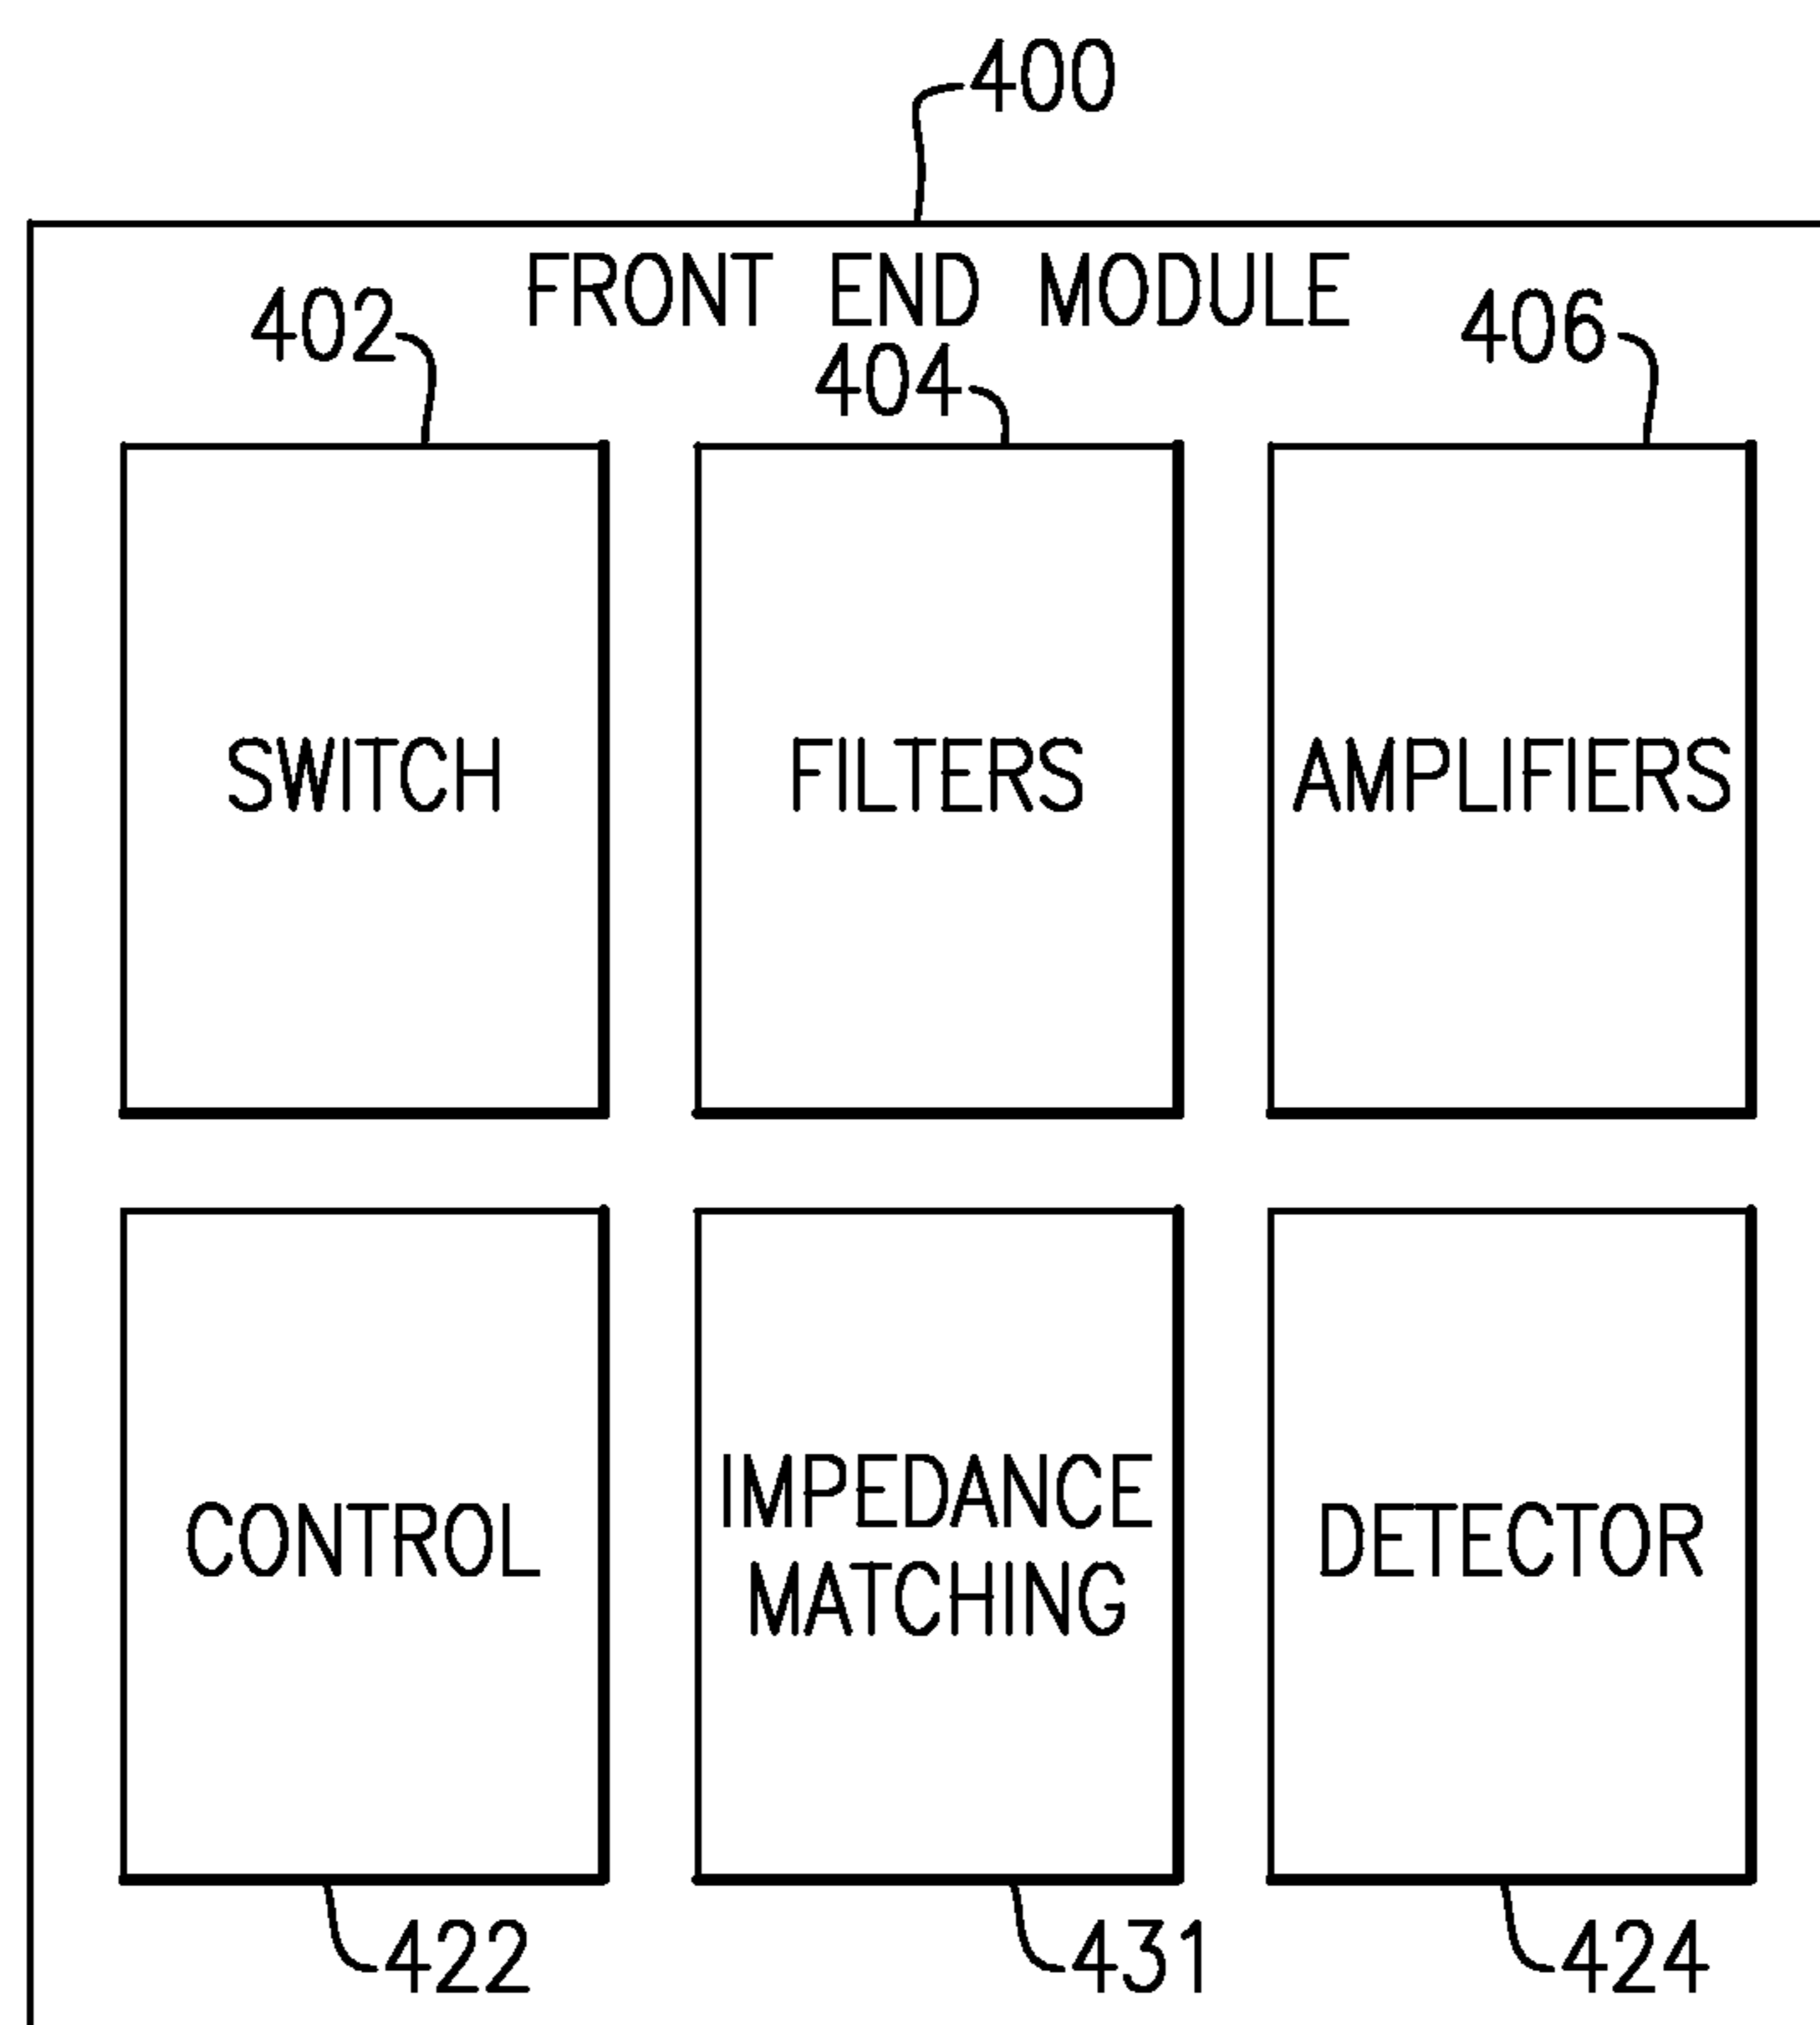 400
FRONT END MODULE
402
404
406
SWITCH
FILTERS
AMPLIFIERS
CONTROL
IMPEDANCE
MATCHING
DETECTOR
422
431
424